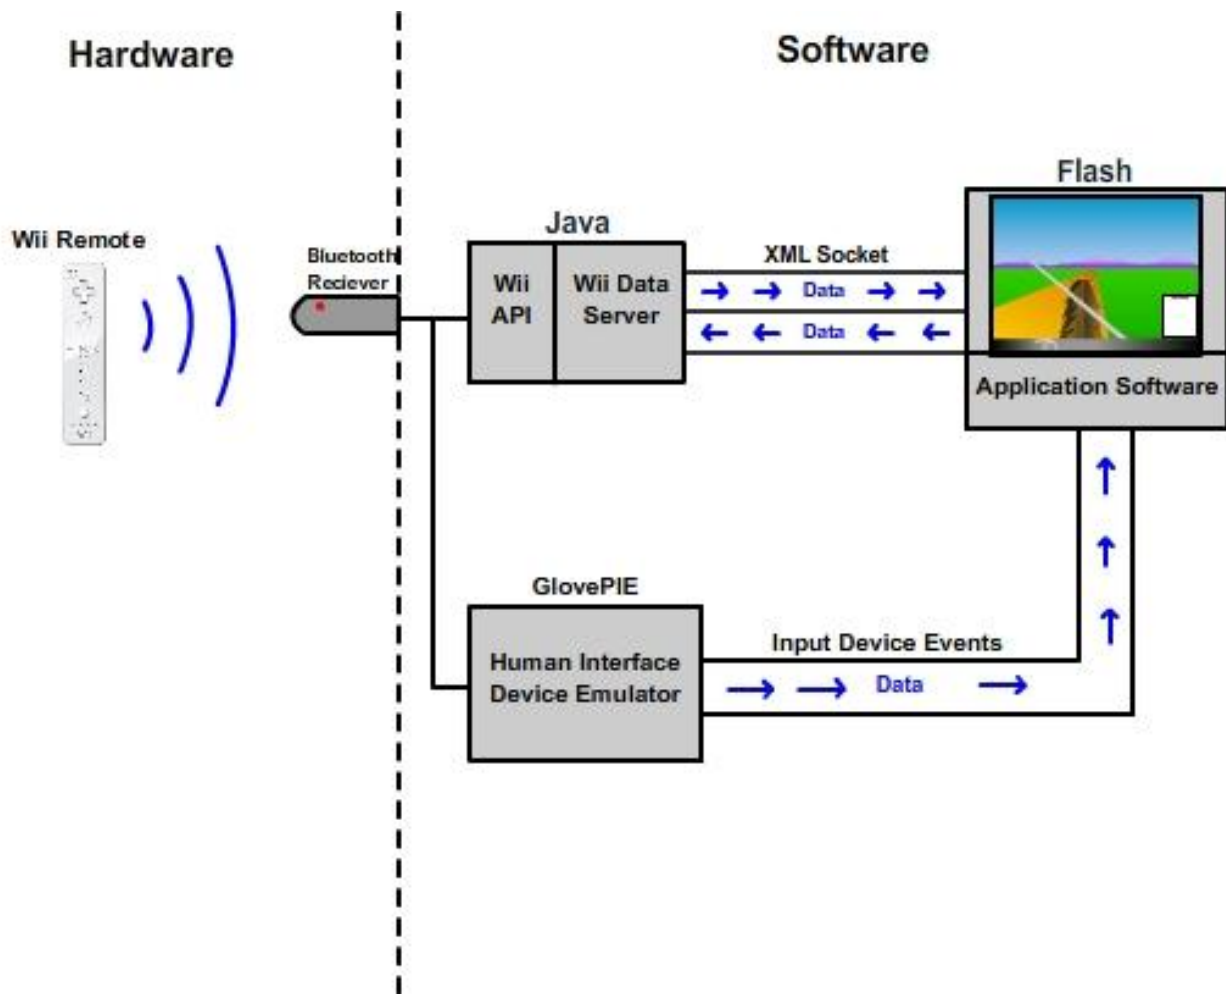 Hardware
Software
Flash
Java
Wii Remote
Bluetooth
Reciever
XML Socket
Wii
API
Wii Data
Server
Data
Data
Application Software
GlovePIE
Human Interface
Device Emulator
Input Device Events
Data